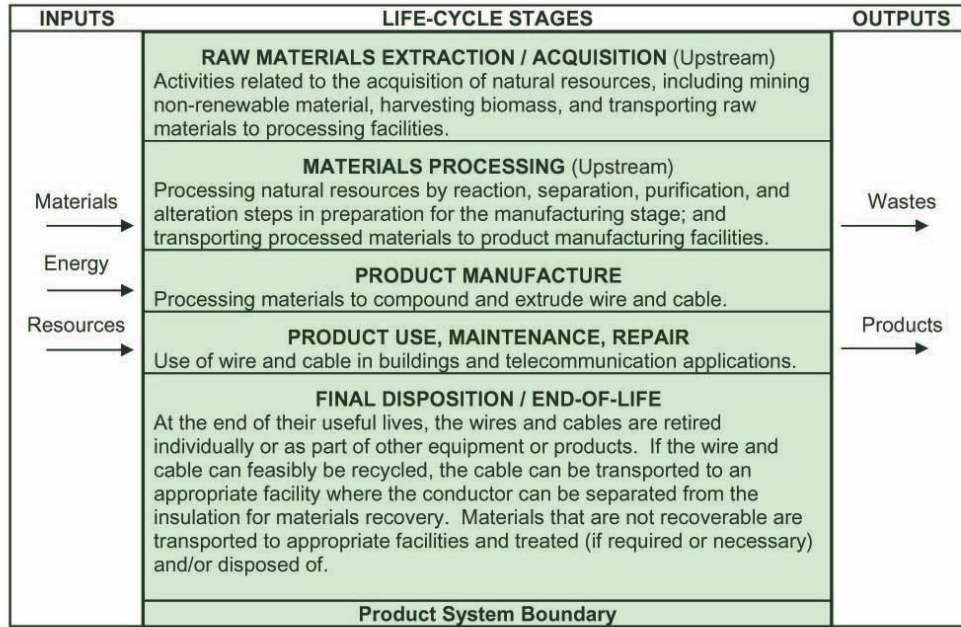 INPUTS LIFE-CYCLE STAGES OUTPUTS
RAW MATERIALS EXTRACTION / ACQUISITION (Upstream)
Activities related to the acquisition of natural resources, including mining
non-renewable material, harvesting biomass, and transporting raw
materials to processing facilities.
MATERIALS PROCESSING (Upstream)
Processing natural resources by reaction, separation, purification, and
alteration steps in preparation for the manufacturing stage; and
transporting processed materials to product manufacturing facilities.
Materials
Energy
Resources
PRODUCT MANUFACTURE
Processing materials to compound and extrude wire and cable.
PRODUCT USE, MAINTENANCE, REPAIR
Use of wire and cable in buildings and telecommunication applications.
FINAL DISPOSITION / END-OF-LIFE
At the end of their useful lives, the wires and cables are retired
individually or as part of other equipment or products.  If the wire and
cable can feasibly be recycled, the cable can be transported to an
appropriate facility where the conductor can be separated from the
insulation for materials recovery.  Materials that are not recoverable are
transported to appropriate facilities and treated (if required or necessary)
and/or disposed of.
Product System Boundary
Wastes
Products